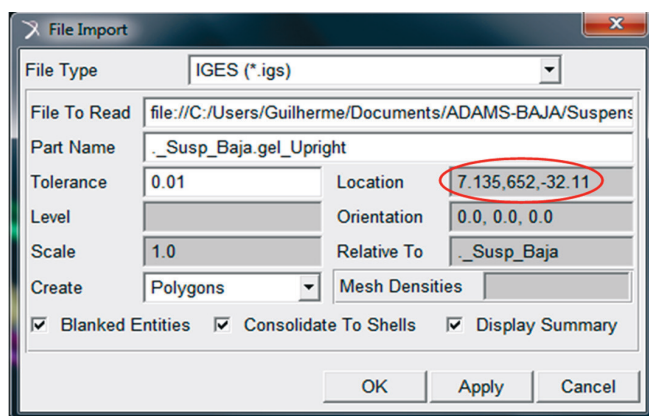 File Import
File Type IGES (*.igs)
File To Read file://C:/Users/Guilherme/Documents/ADAMS-BAJA/Suspens
Part Name ._Susp_Baja.gel_Upright
Tolerance 0.01 Location 7.135,652,-32.11
Level Orientation 0.0, 0.0, 0.0
Scale 1.0 Relative To ._Susp_Baja
Create Polygons Mesh Densities
Blanked Entities Consolidate To Shells Display Summary
OK Apply Cancel